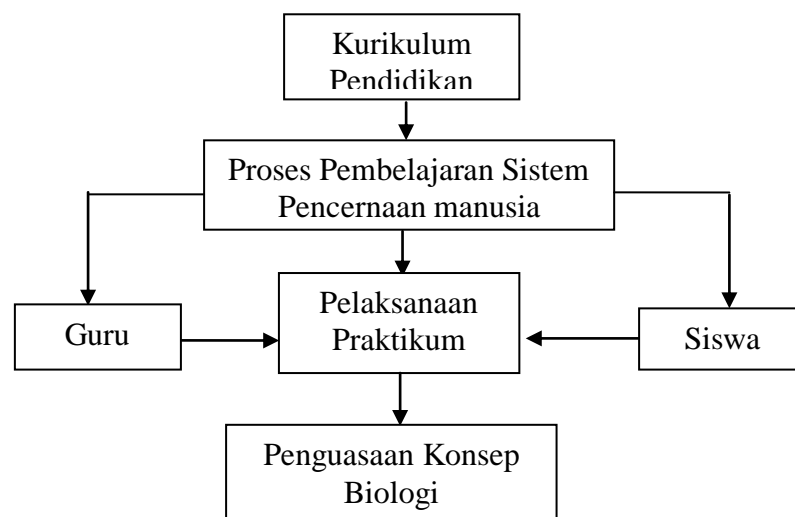 Kurikulum
Pendidikan
Proses Pembelajaran Sistem
Pencernaan manusia
Guru
Pelaksanaan
Praktikum
Siswa
Penguasaan Konsep
Biologi